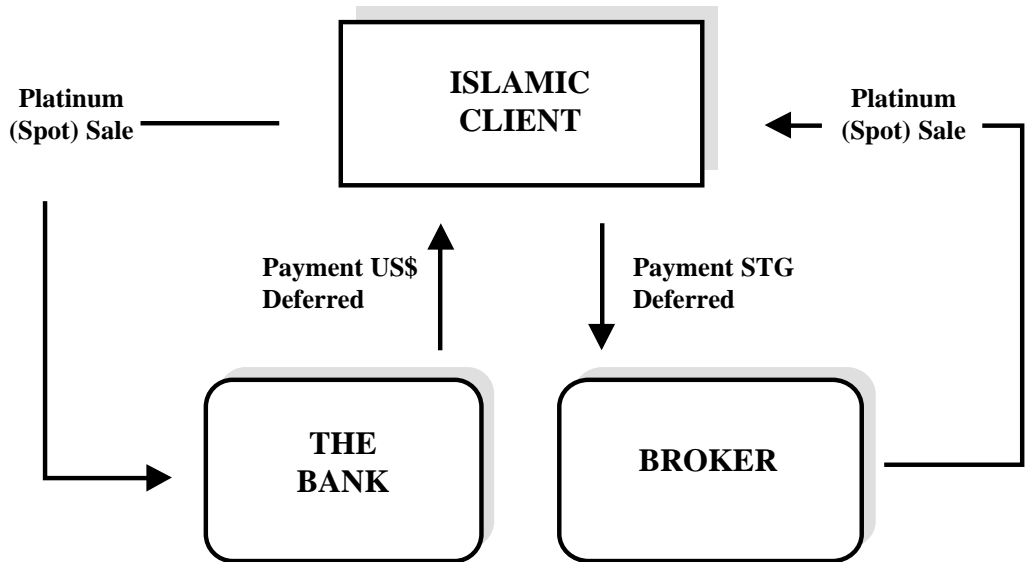 ISLAMIC
CLIENT
Platinum
(Spot) Sale
Platinum
(Spot) Sale
Payment US$
Deferred
Payment STG
Deferred
THE
BANK
BROKER